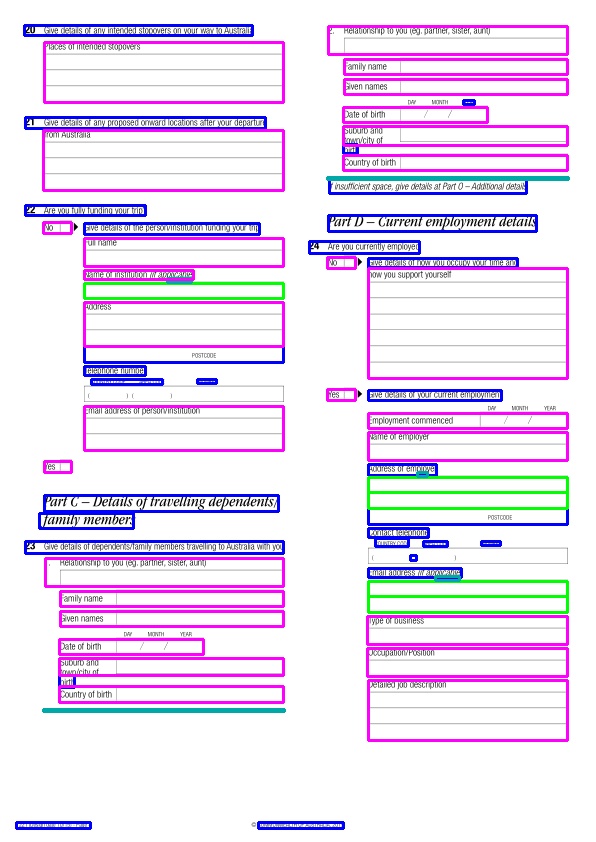 20 Give details of any intended stopovers on your way to Australia
Places of intended stopovers
21 Give details of any proposed onward locations after your departure
from Australia
22 Are you fully funding your trip
No
Give details of the person/institution funding your trip
Full name
Name of institution (if applicable)
Address
POSTCODE
Telephone number
( ) ( )
Email address of person/institution
Yes
Part C – Details of travelling dependents/
family members
23 Give details of dependents/family members travelling to Australia with you
1. Relationship to you (eg. partner, sister, aunt)
Family name
Given names
DAY MONTH YEAR
Date of birth / /
Suburb and
town/city of
birth
Country of birth
2. Relationship to you (eg. partner, sister, aunt)
Family name
Given names
DAY MONTH
Date of birth / /
Suburb and
town/city of
birth
Country of birth
If insufficient space, give details at Part O – Additional details
Part D – Current employment details
24 Are you currently employed
No
Give details of how you occupy your time and
how you support yourself
Yes
Give details of your current employment
DAY MONTH YEAR
Employment commenced / /
Name of employer
Address of employer
POSTCODE
Contact telephone
COUNTRY CODE
( )
Email address (if applicable)
Type of business
Occupation/Position
Detailed job description
© COMMONWEALTH OF AUSTRALIA, 2011